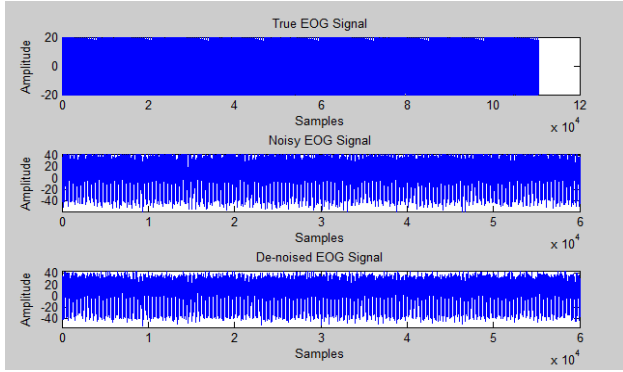 True EOG Signal
Amplitude
20
0
-20
0 2 4 6 8 10 12
Samples
x 10^4
Noisy EOG Signal
Amplitude
40
20
0
-20
-40
0 1 2 3 4 5 6
Samples
x 10^4
De-noised EOG Signal
Amplitude
40
20
0
-20
-40
0 1 2 3 4 5 6
Samples
x 10^4